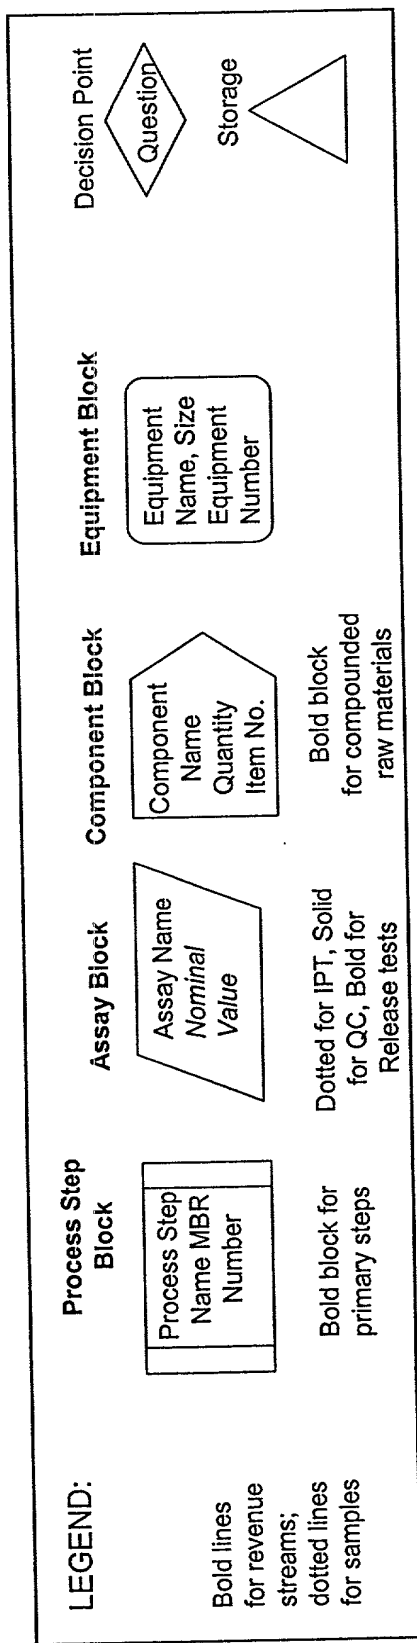 LEGEND:
Bold lines
for revenue
streams;
dotted lines
for samples
Process Step
Block
Process Step
Name MBR
Number
Bold block for
primary steps
Assay Block
Assay Name
Nominal
Value
Dotted for IPT, Solid
for QC, Bold for
Release tests
Component Block
Component
Name
Quantity
Item No.
Bold block
for compounded
raw materials
Equipment Block
Equipment
Name, Size
Equipment
Number
Decision Point
Question
Storage